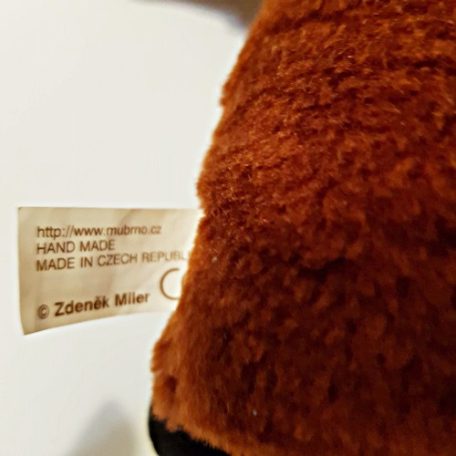 http://www.mubrno.cz
HAND MADE
MADE IN CZECH REPUBL
© Zdeněk Miler